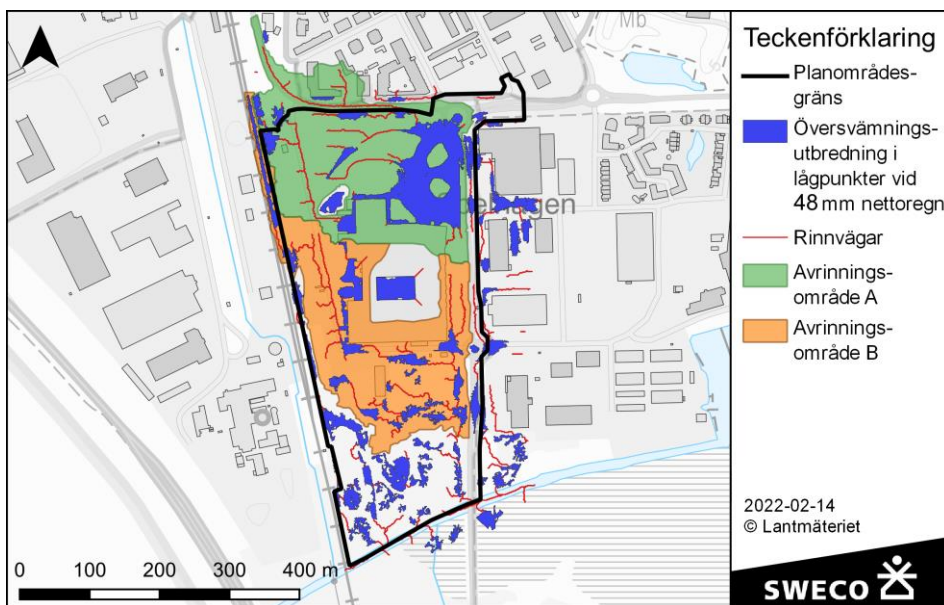 Mb
Teckenförklaring
Planområdes-
gräns
Översvämnings-
utbredning i
lågpunkter vid
48 mm nettoregn
Rinnvägar
Avrinnings-
område A
Avrinnings-
område B
2022-02-14
© Lantmäteriet
0 100 200 300 400 m
SWECO